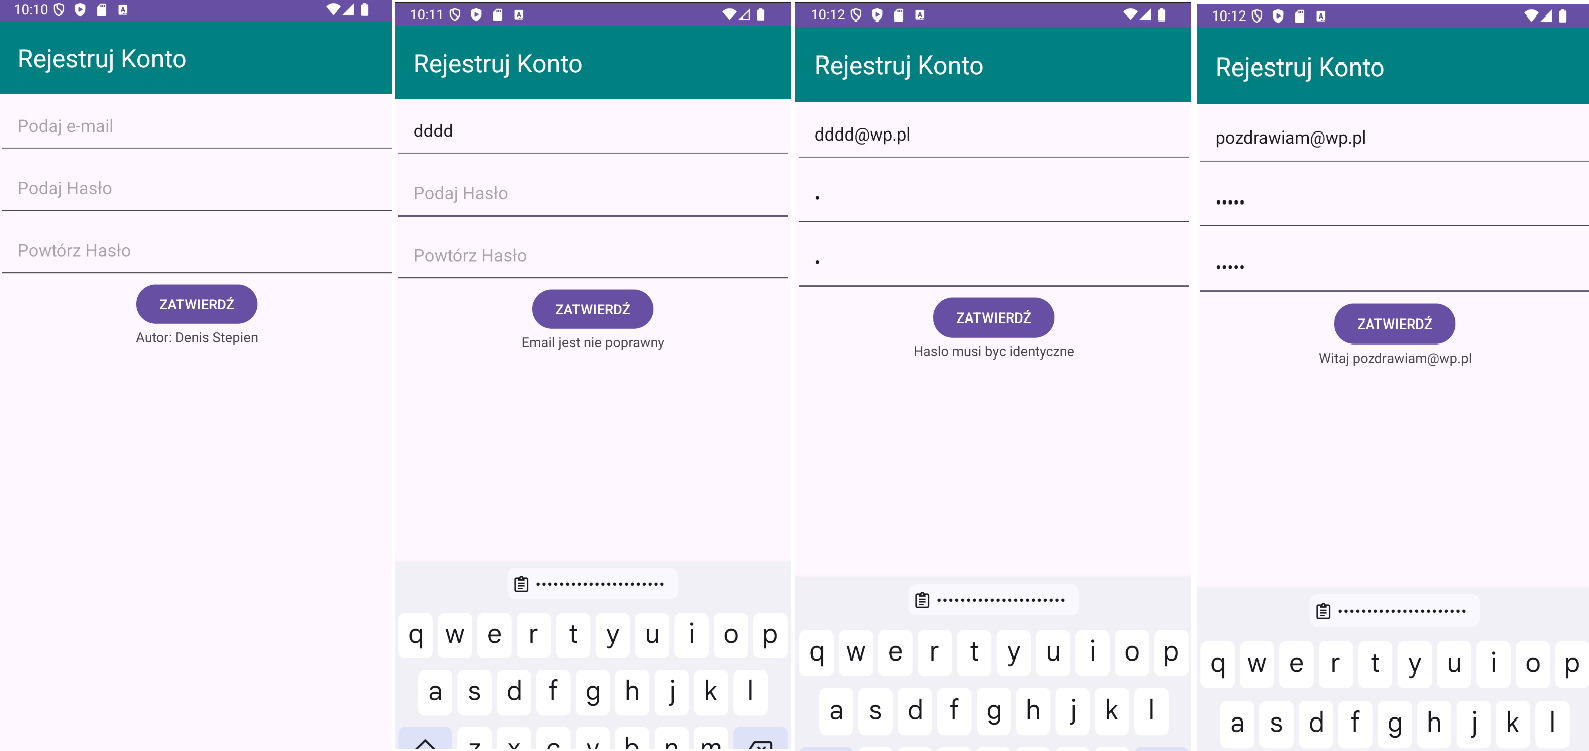 10:10
Rejestruj Konto
Podaj e-mail
Podaj Hasło
Powtórz Hasło
ZATWIERDŹ
Autor: Denis Stepien
10:11
Rejestruj Konto
dddd
Podaj Hasło
Powtórz Hasło
ZATWIERDŹ
Email jest nie poprawny
q w e r t y u i o p
a s d f g h j k l
z x c v b n m
10:12
Rejestruj Konto
dddd@wp.pl
•
•
ZATWIERDŹ
Haslo musi byc identyczne
q w e r t y u i o p
a s d f g h j k l
10:12
Rejestruj Konto
pozdrawiam@wp.pl
•••••
•••••
ZATWIERDŹ
Witaj pozdrawiam@wp.pl
q w e r t y u i o p
a s d f g h j k l